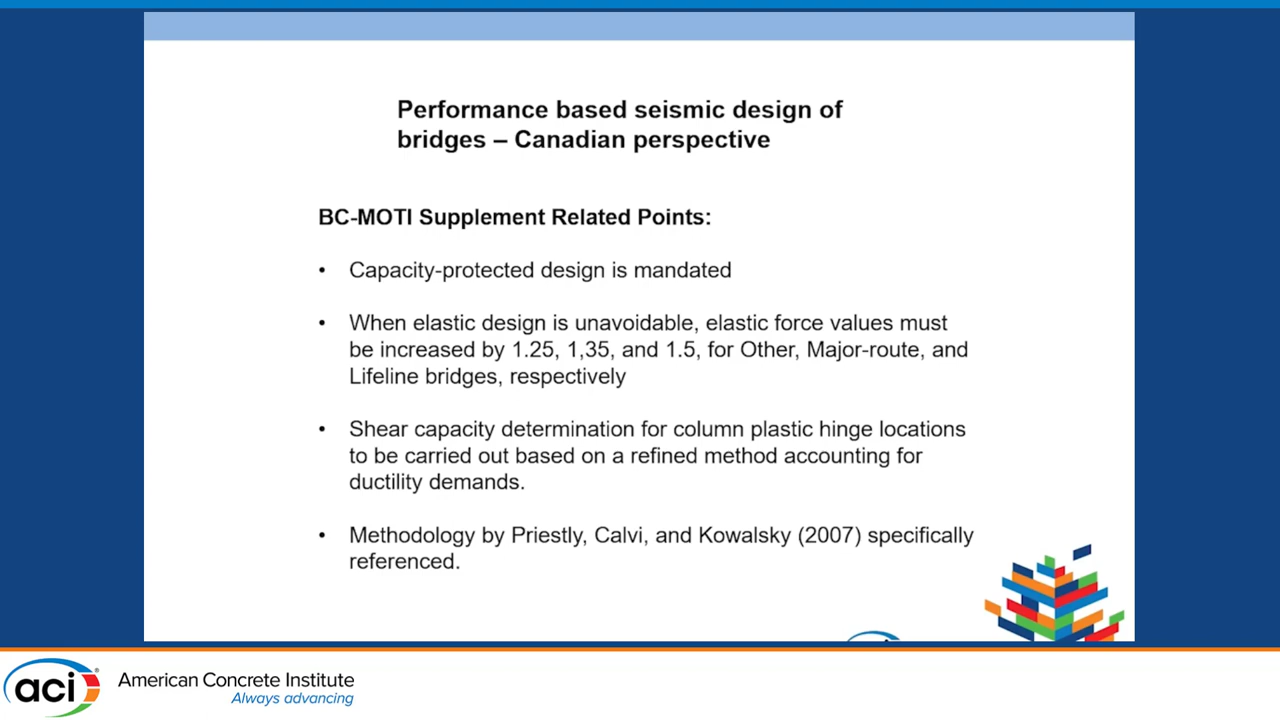 Performance based seismic design of
bridges – Canadian perspective
BC-MOTI Supplement Related Points:
• Capacity-protected design is mandated
• When elastic design is unavoidable, elastic force values must
be increased by 1.25, 1,35, and 1.5, for Other, Major-route, and
Lifeline bridges, respectively
• Shear capacity determination for column plastic hinge locations
to be carried out based on a refined method accounting for
ductility demands.
• Methodology by Priestly, Calvi, and Kowalsky (2007) specifically
referenced.
aci®
American Concrete Institute
Always advancing